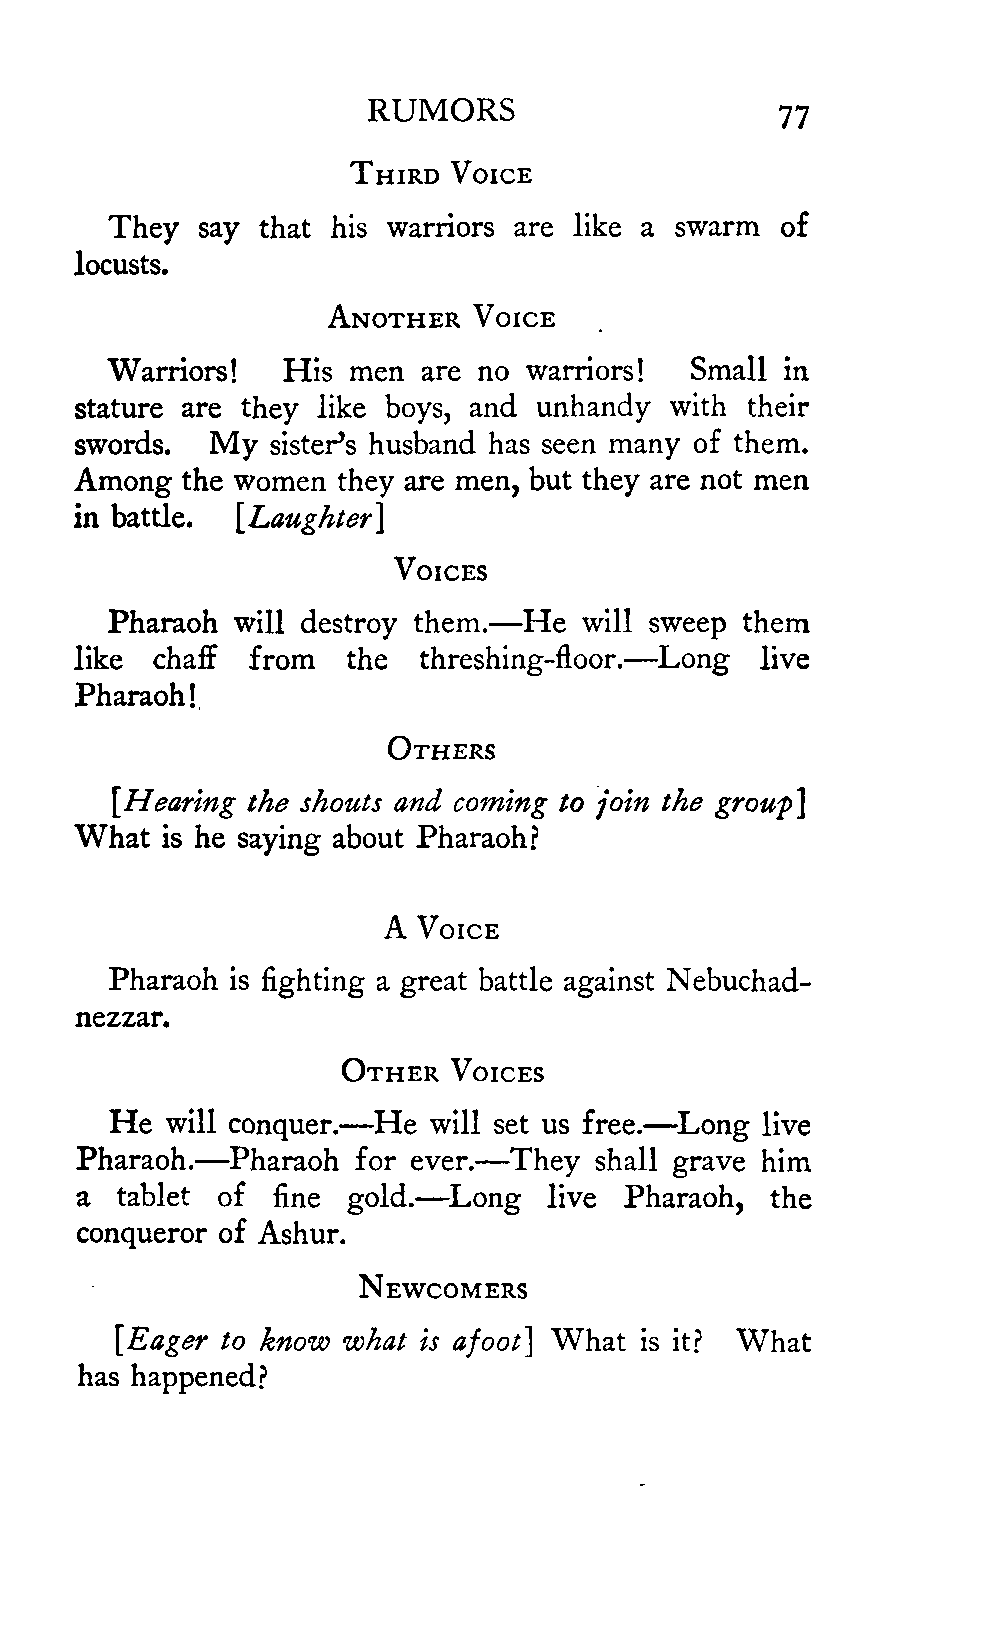 RUMORS 77
THIRD VOICE
They say that his warriors are like a swarm of
locusts.
ANOTHER VOICE
Warriors! His men are no warriors! Small in
stature are they like boys, and unhandy with their
swords. My sister's husband has seen many of them.
Among the women they are men, but they are not men
in battle. [Laughter]
VOICES
Pharaoh will destroy them.—He will sweep them
like chaff from the threshing-floor.—Long live
Pharaoh!
OTHERS
[Hearing the shouts and coming to join the group]
What is he saying about Pharaoh?
A VOICE
Pharaoh is fighting a great battle against Nebuchad-
nezzar.
OTHER VOICES
He will conquer.—He will set us free.—Long live
Pharaoh.—Pharaoh for ever.—They shall grave him
a tablet of fine gold.—Long live Pharaoh, the
conqueror of Ashur.
NEWCOMERS
[Eager to know what is afoot] What is it? What
has happened?